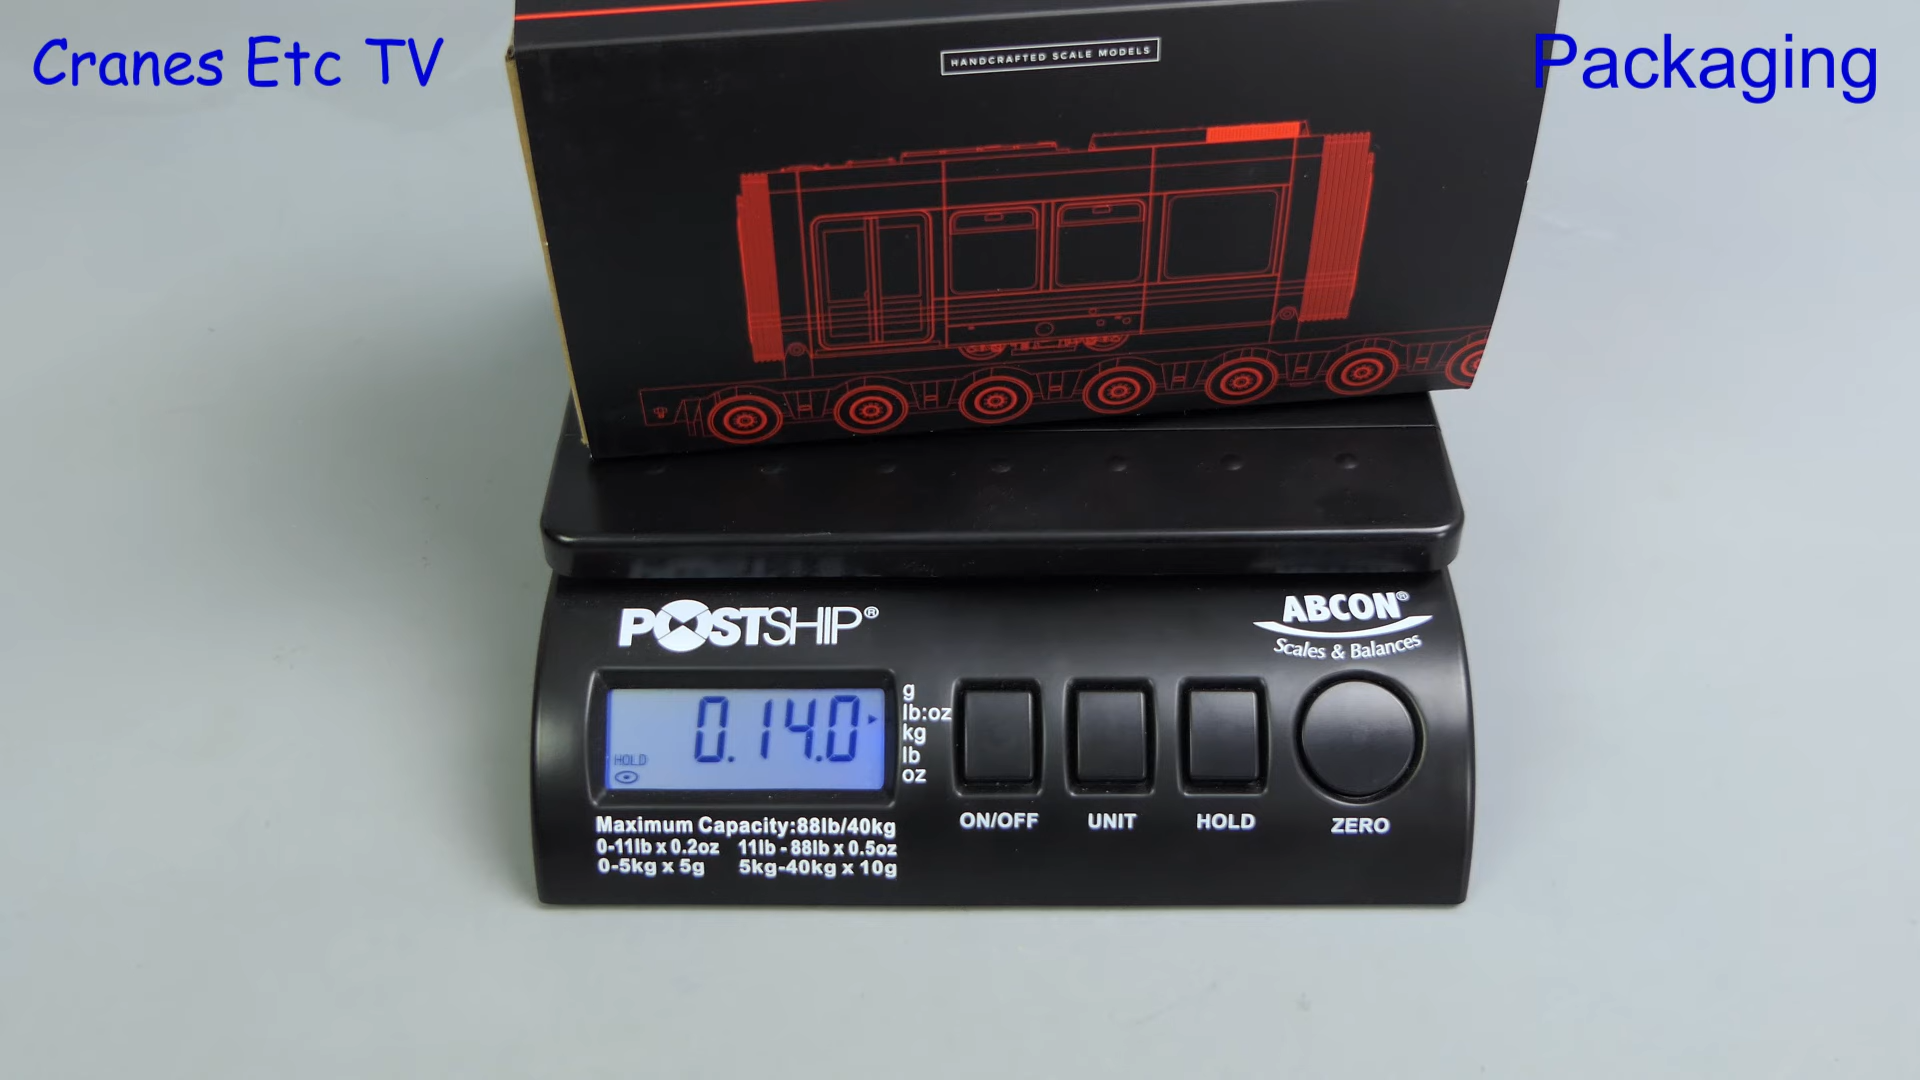 Cranes Etc TV
Packaging
HANDCRAFTED SCALE MODELS
POSTSHIP®
ABCON®
Scales & Balances
0.14.0
HOLD
g
lb:oz
kg
lb
oz
ON/OFF
UNIT
HOLD
ZERO
Maximum Capacity:88lb/40kg
0-11lb x 0.2oz 11lb - 88lb x 0.5oz
0-5kg x 5g 5kg-40kg x 10g